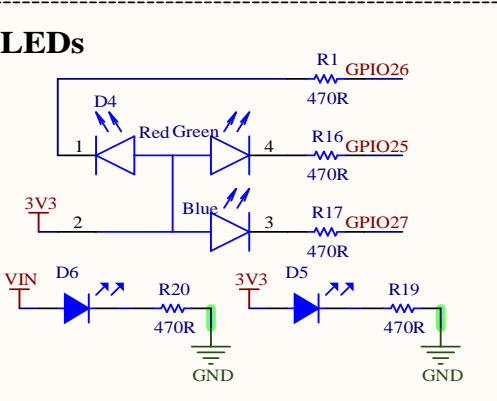 LEDs
R1
GPIO26
470R
D4
Red Green
R16
GPIO25
1
4
470R
3V3
Blue
R17
GPIO27
2
3
470R
VIN
D6
R20
3V3
D5
R19
470R
470R
GND
GND